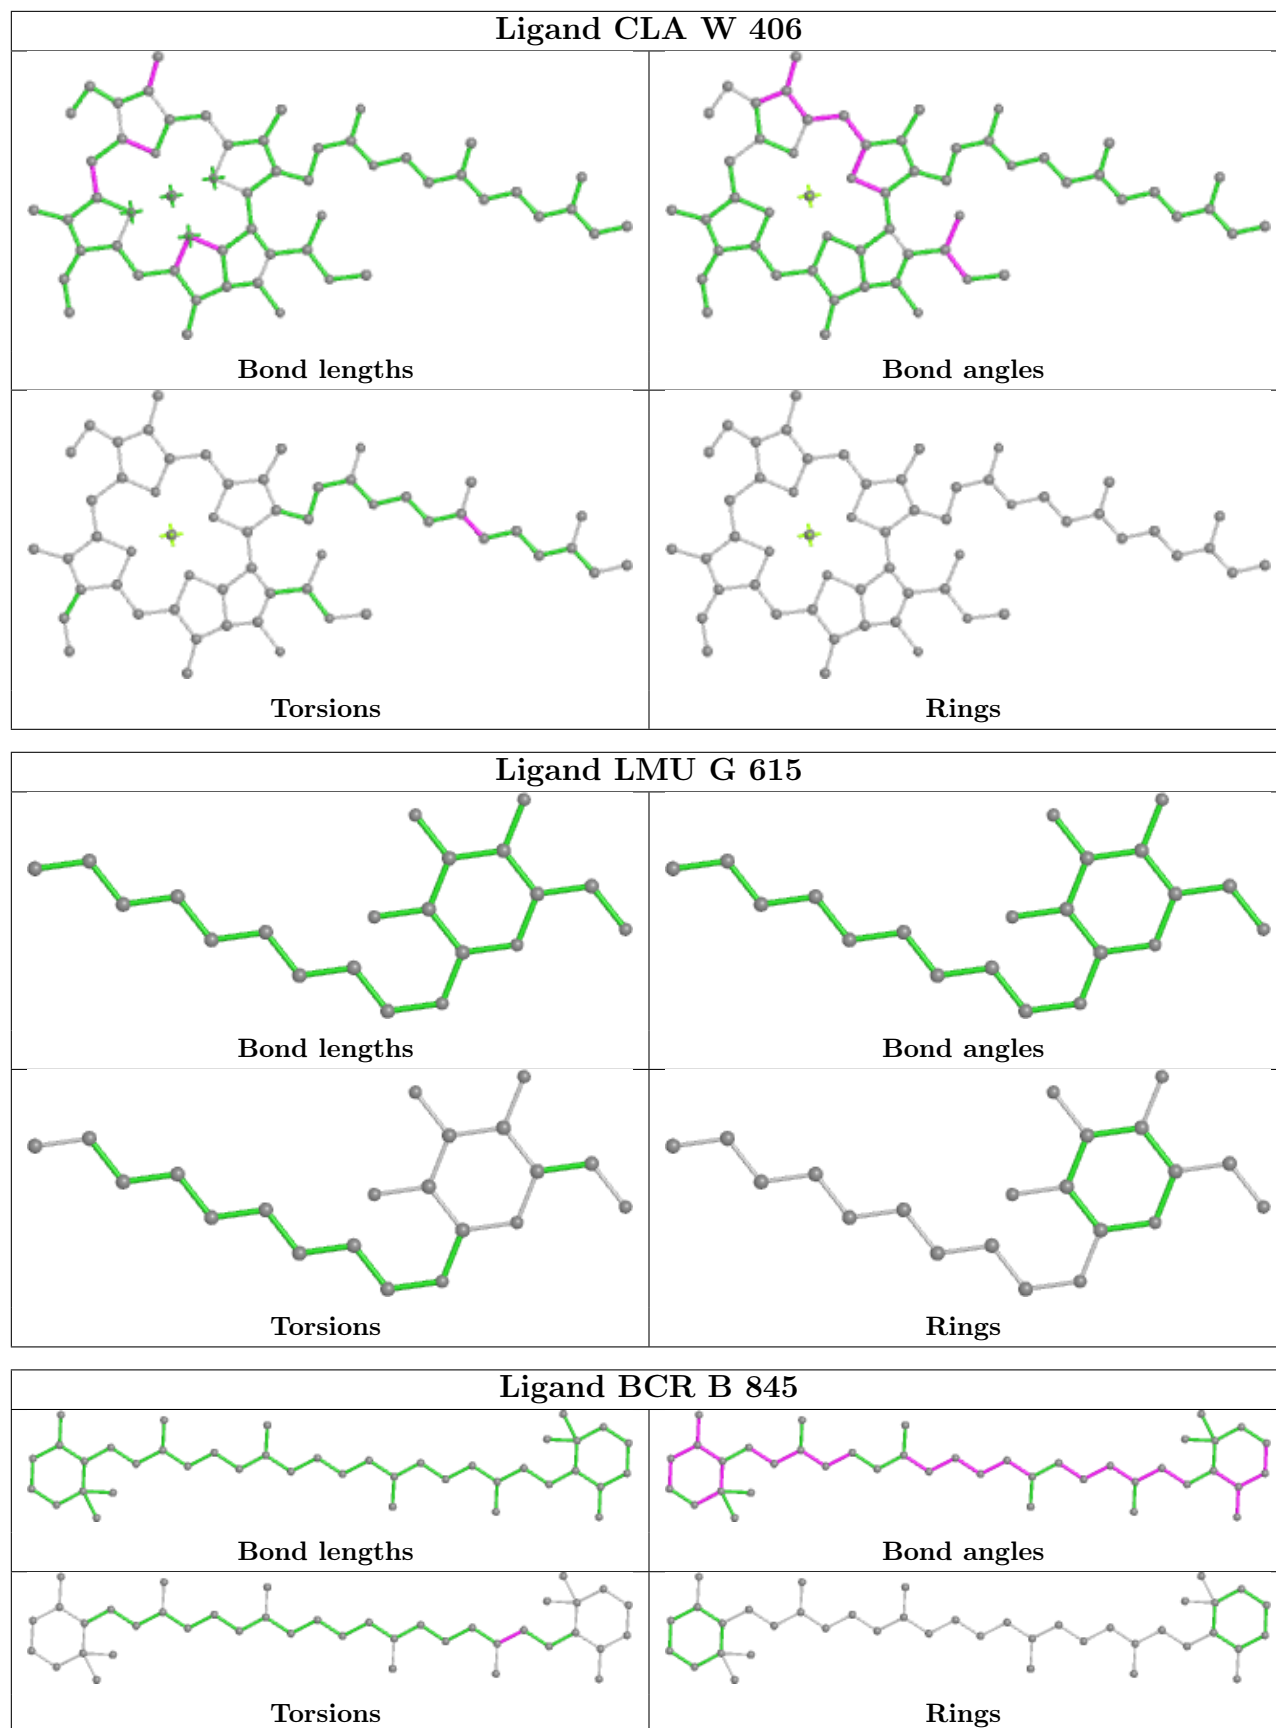 Ligand CLA W 406
Bond lengths
Bond angles
Torsions
Rings
Ligand LMU G 615
Bond lengths
Bond angles
Torsions
Rings
Ligand BCR B 845
Bond lengths
Bond angles
Torsions
Rings